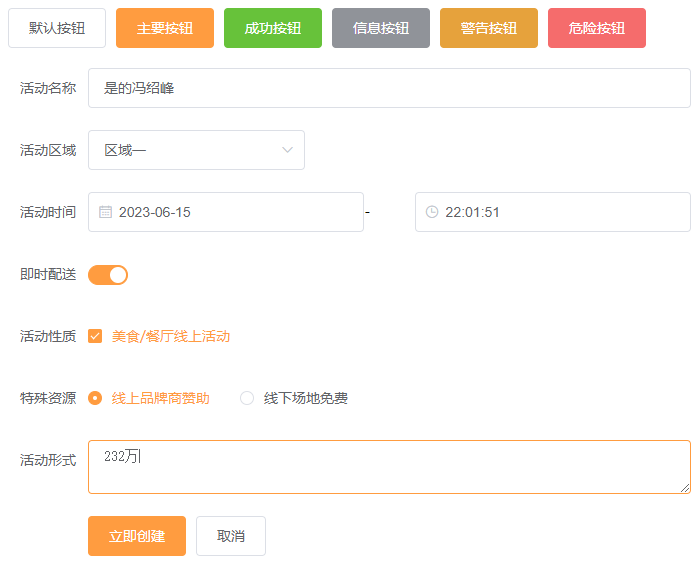 默认按钮 主要按钮 成功按钮 信息按钮 警告按钮 危险按钮
活动名称 是的冯绍峰
活动区域 区域一
活动时间 2023-06-15 - 22:01:51
即时配送
活动性质 美食/餐厅线上活动
特殊资源 线上品牌商赞助 线下场地免费
活动形式 232万
立即创建 取消